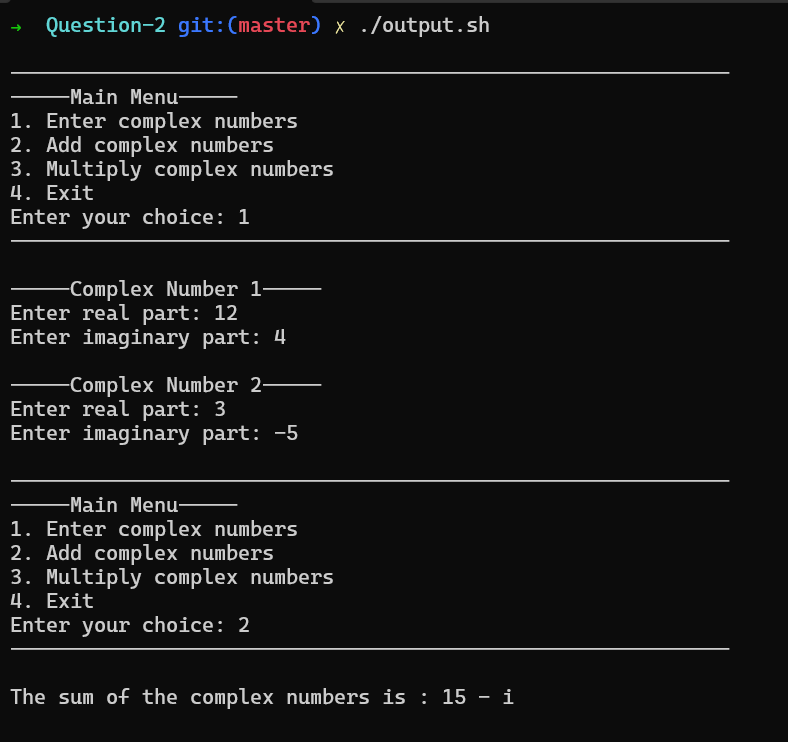 → Question-2 git:(master) ✗ ./output.sh
------------------------------------------------------------
-----Main Menu-----
1. Enter complex numbers
2. Add complex numbers
3. Multiply complex numbers
4. Exit
Enter your choice: 1
------------------------------------------------------------
-----Complex Number 1-----
Enter real part: 12
Enter imaginary part: 4
-----Complex Number 2-----
Enter real part: 3
Enter imaginary part: -5
------------------------------------------------------------
-----Main Menu-----
1. Enter complex numbers
2. Add complex numbers
3. Multiply complex numbers
4. Exit
Enter your choice: 2
------------------------------------------------------------
The sum of the complex numbers is : 15 - i